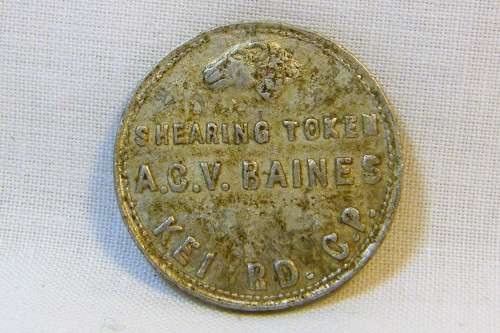 SHEARING TOKEN
A.C.V. BAINES
KEI RD. C.P.